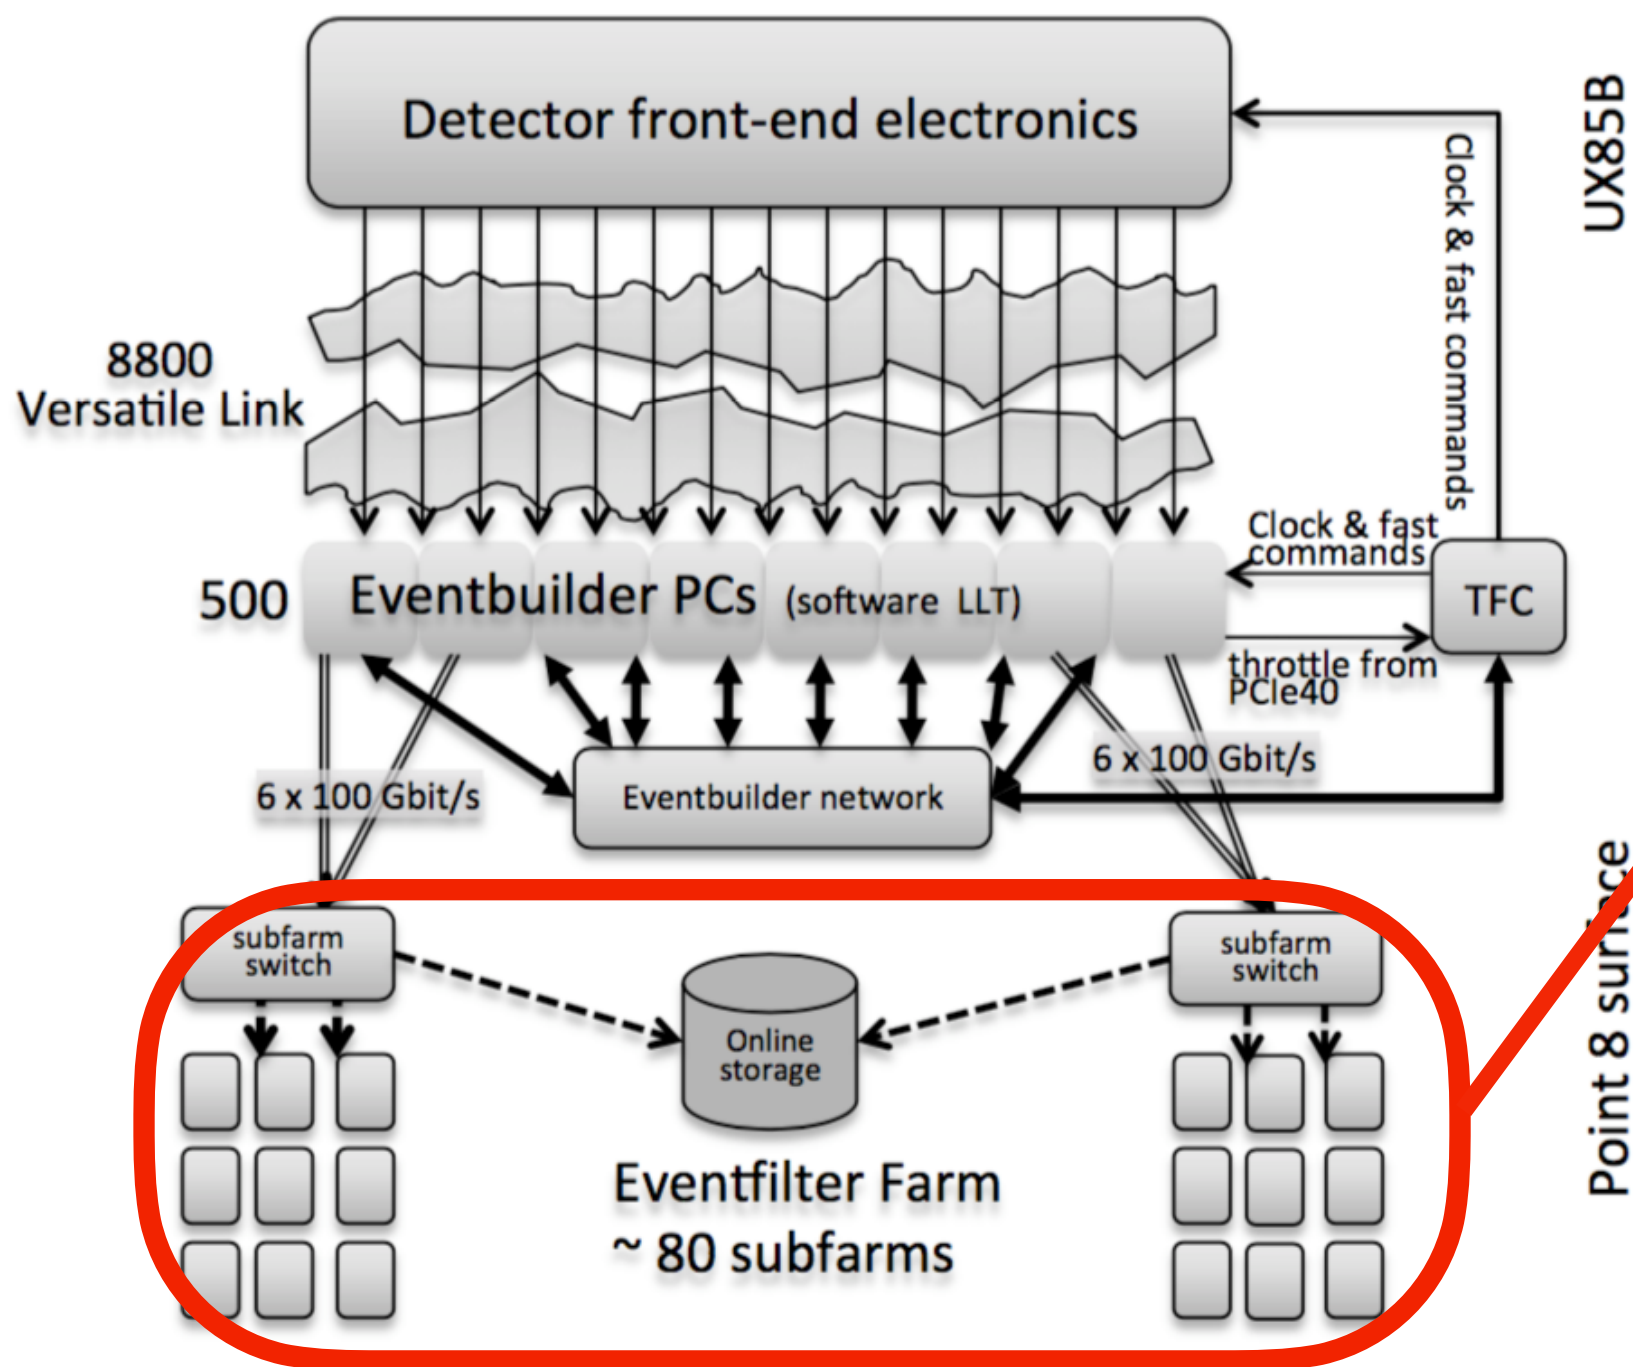 Detector front-end electronics
UX85B
Clock & fast commands
8800
Versatile Link
Clock & fast
commands
500
Eventbuilder PCs (software LLT)
TFC
throttle from
PCIe40
6 x 100 Gbit/s
6 x 100 Gbit/s
Eventbuilder network
Point 8 surface
subfarm
switch
subfarm
switch
Online
storage
Eventfilter Farm
~ 80 subfarms